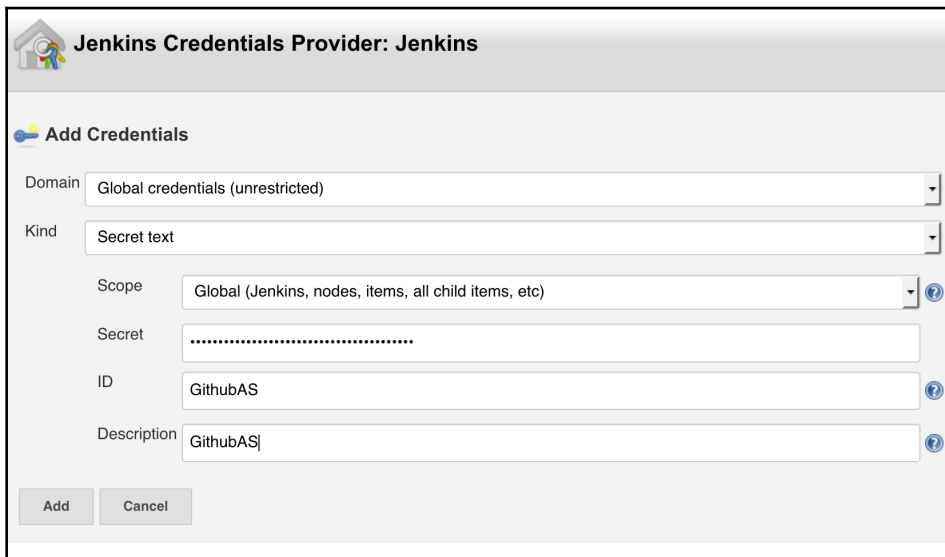 Jenkins Credentials Provider: Jenkins
Add Credentials
Domain Global credentials (unrestricted)
Kind Secret text
Scope Global (Jenkins, nodes, items, all child items, etc)
Secret ••••••••••••••••••••••••••••••••••••••••
ID GithubAS
Description GithubAS
Add Cancel